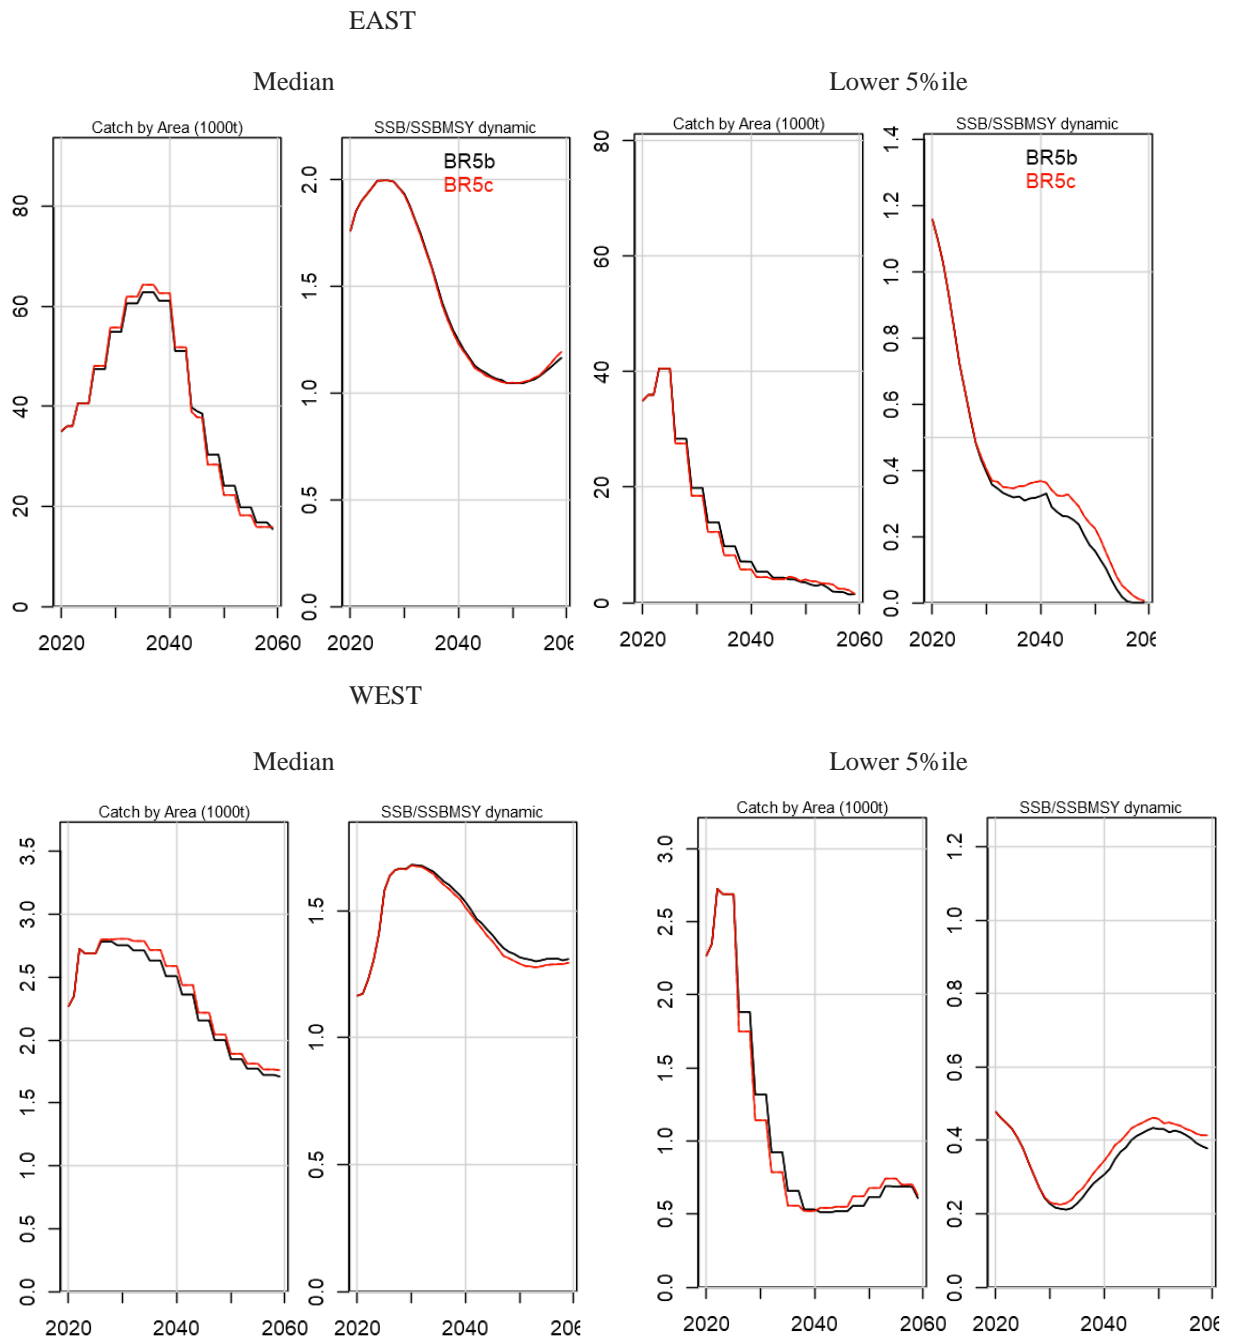 EAST
Median
Lower 5%ile
Catch by Area (1000t)
SSB/SSBMSY dynamic
Catch by Area (1000t)
SSB/SSBMSY dynamic
BR5b
BR5c
BR5b
BR5c
0 20 40 60 80
0.0 0.5 1.0 1.5 2.0
0 20 40 60 80
0.0 0.2 0.4 0.6 0.8 1.0 1.2 1.4
2020 2040 2060
2020 2040 206
2020 2040 2060
2020 2040 206
WEST
Median
Lower 5%ile
Catch by Area (1000t)
SSB/SSBMSY dynamic
Catch by Area (1000t)
SSB/SSBMSY dynamic
0.0 0.5 1.0 1.5 2.0 2.5 3.0 3.5
0.0 0.5 1.0 1.5
0.0 0.5 1.0 1.5 2.0 2.5 3.0
0.0 0.2 0.4 0.6 0.8 1.0 1.2
2020 2040 2060
2020 2040 206
2020 2040 2060
2020 2040 206